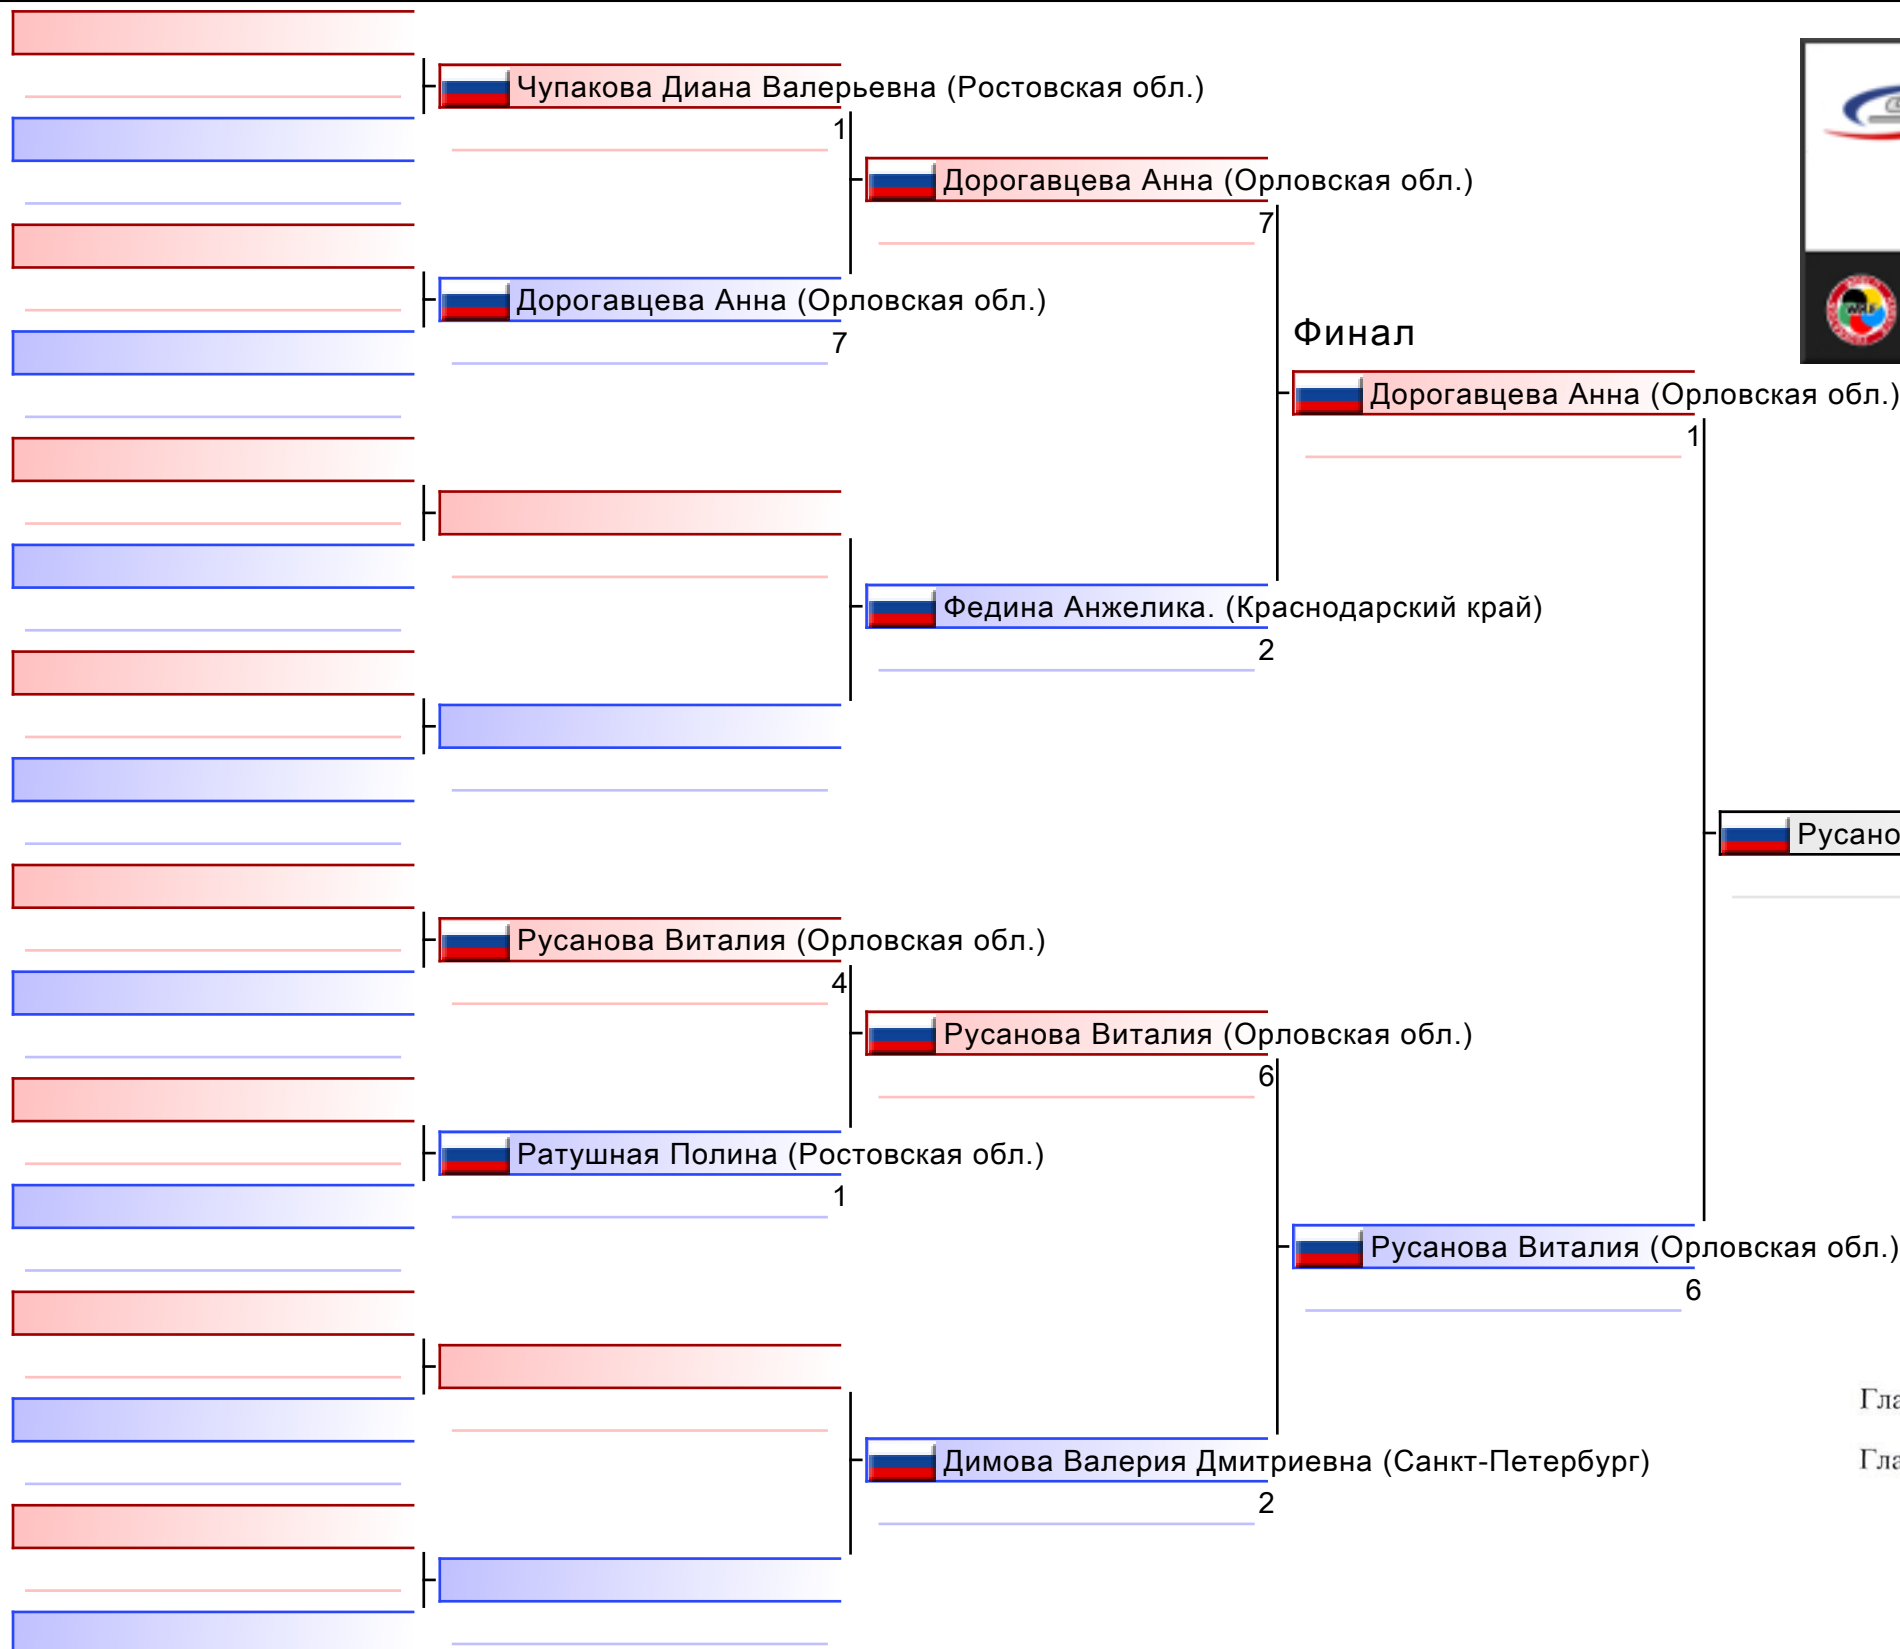 Чупакова Диана Валерьевна (Ростовская обл.)
1
Дорогавцева Анна (Орловская обл.)
7
Дорогавцева Анна (Орловская обл.)
7
Финал
Дорогавцева Анна (Орловская обл.)
1
Федина Анжелика. (Краснодарский край)
2
Русано
Русанова Виталия (Орловская обл.)
4
Русанова Виталия (Орловская обл.)
6
Ратушная Полина (Ростовская обл.)
1
Русанова Виталия (Орловская обл.)
6
Гла
Димова Валерия Дмитриевна (Санкт-Петербург)
2
Гла